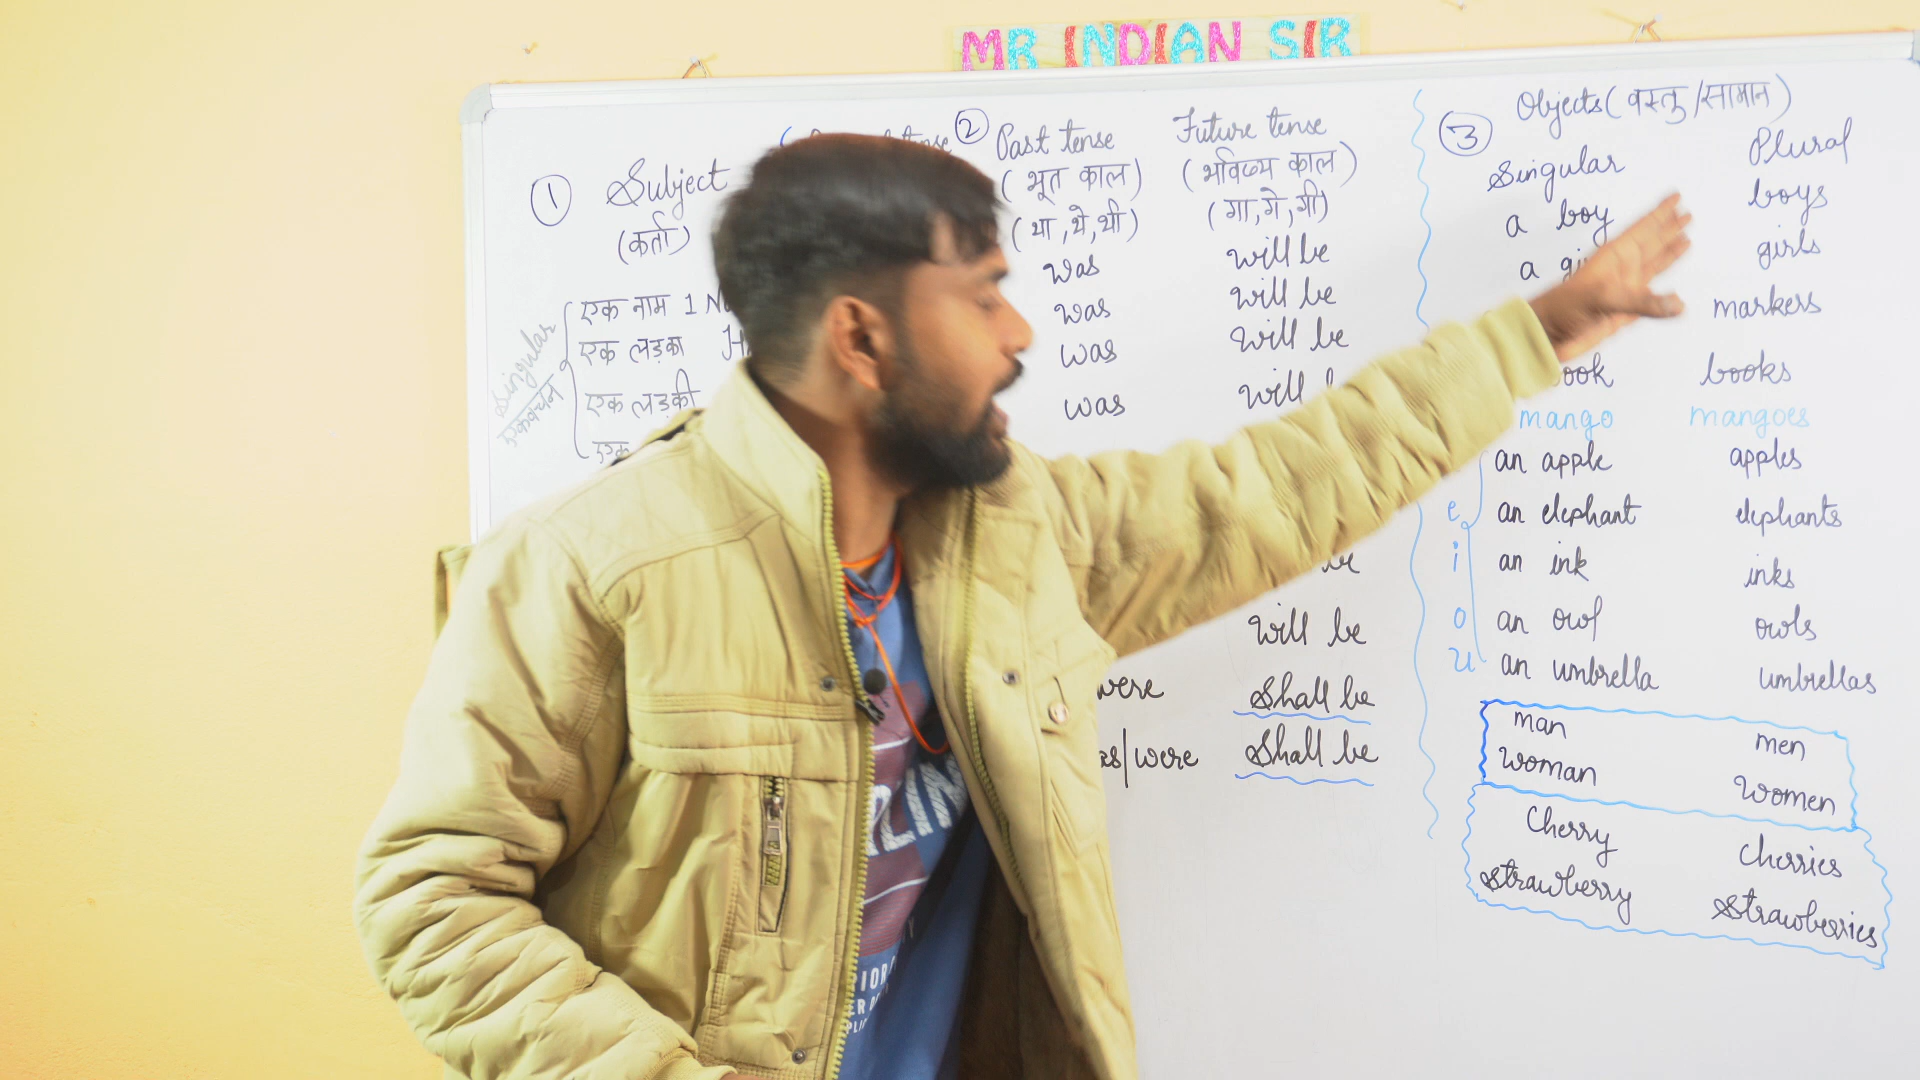 MR INDIAN SIR
① Subject
(कर्ता)
Singular
एकवचन
एक नाम 1 N
एक लड़का
एक लड़की
एक
②
Past tense
(भूत काल)
(था,थे,थी)
was
was
was
was
were
/were
Future tense
(भविष्य काल)
(गा,गे,गी)
will be
will be
will be
will
be
will be
Shall be
Shall be
③ Objects(वस्तु/सामान)
Singular Plural
a boy boys
a girls
markers
books
mango mangoes
an apple apples
e an elephant elephants
i an ink inks
o an owl owls
u an umbrella umbrellas
man men
woman women
Cherry Cherries
Strawberry Strawberries